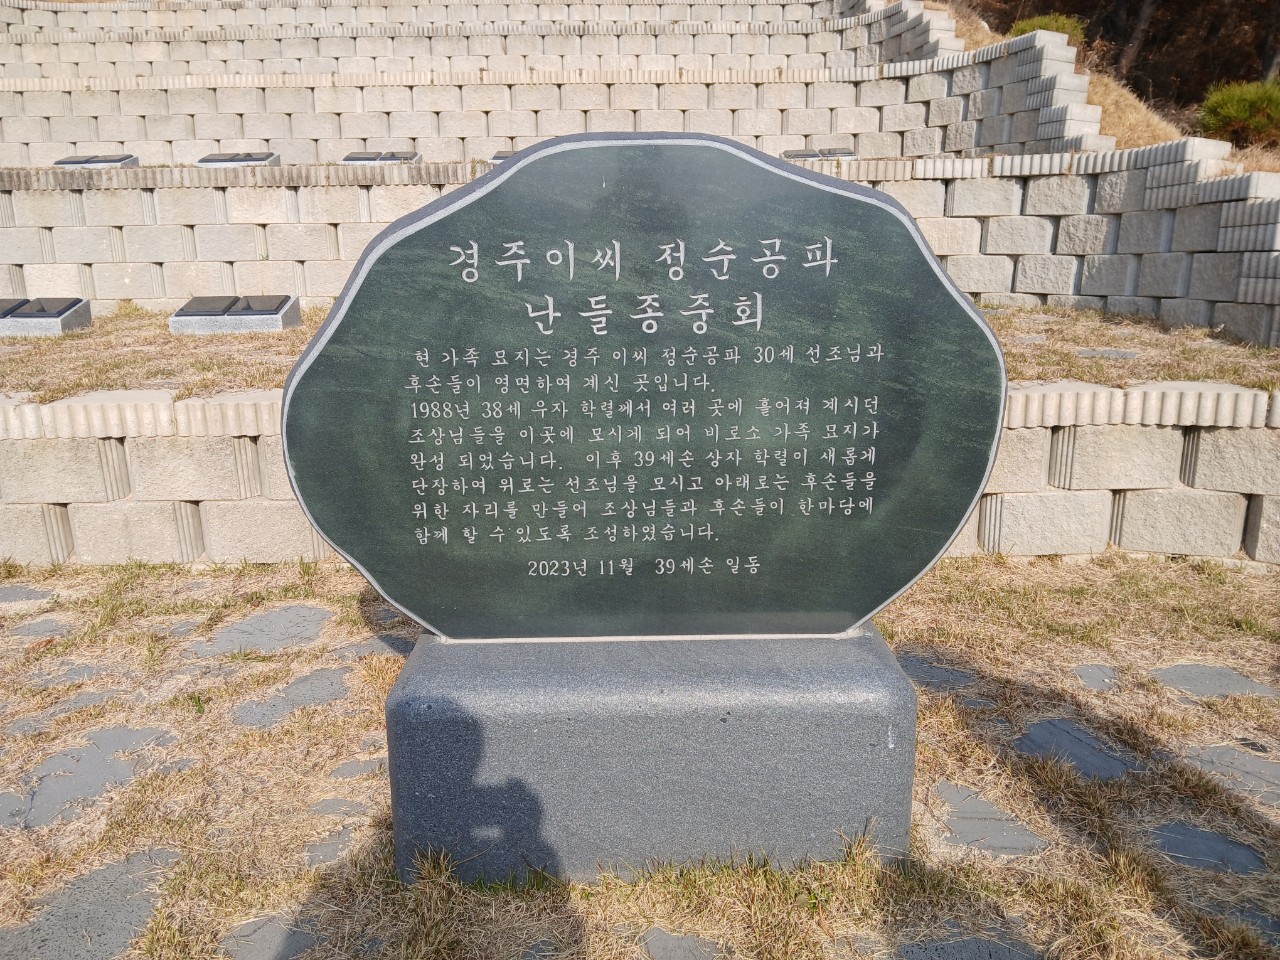 경주이씨 정순공파
난들종중회
현 가족 묘지는 경주 이씨 정순공파 30세 선조님과
후손들이 영면하여 계신 곳입니다.
1988년 38세 우자 학렬께서 여러 곳에 흩어져 계시던
조상님들을 이곳에 모시게 되어 비로소 가족 묘지가
완성 되었습니다. 이후 39세손 상자 학렬이 새롭게
단장하여 위로는 선조님을 모시고 아래로는 후손들을
위한 자리를 만들어 조상님들과 후손들이 한마당에
함께 할 수 있도록 조성하였습니다.
2023년 11월 39세손 일동